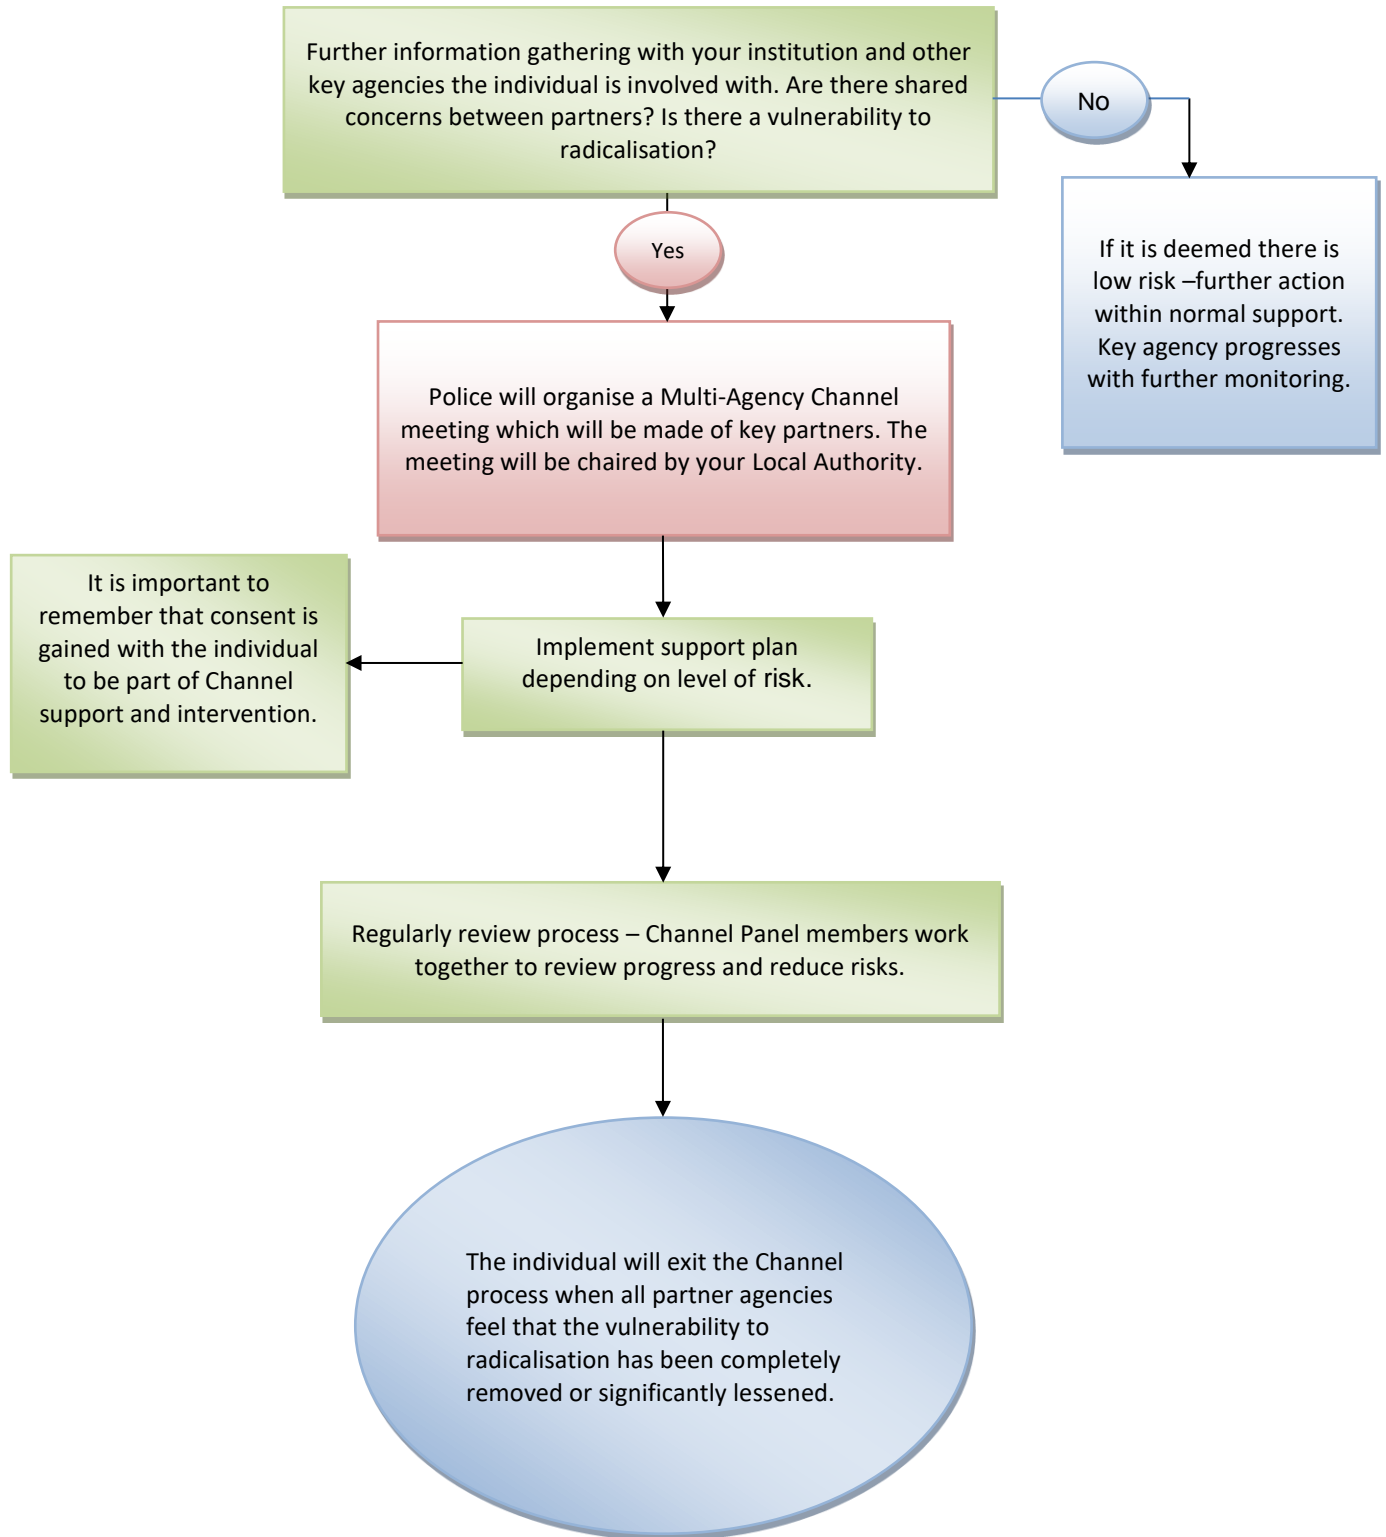 Further information gathering with your institution and other
key agencies the individual is involved with. Are there shared
concerns between partners? Is there a vulnerability to
radicalisation?
No
Yes
If it is deemed there is
low risk –further action
within normal support.
Key agency progresses
with further monitoring.
Police will organise a Multi-Agency Channel
meeting which will be made of key partners. The
meeting will be chaired by your Local Authority.
It is important to
remember that consent is
gained with the individual
to be part of Channel
support and intervention.
Implement support plan
depending on level of risk.
Regularly review process – Channel Panel members work
together to review progress and reduce risks.
The individual will exit the Channel
process when all partner agencies
feel that the vulnerability to
radicalisation has been completely
removed or significantly lessened.